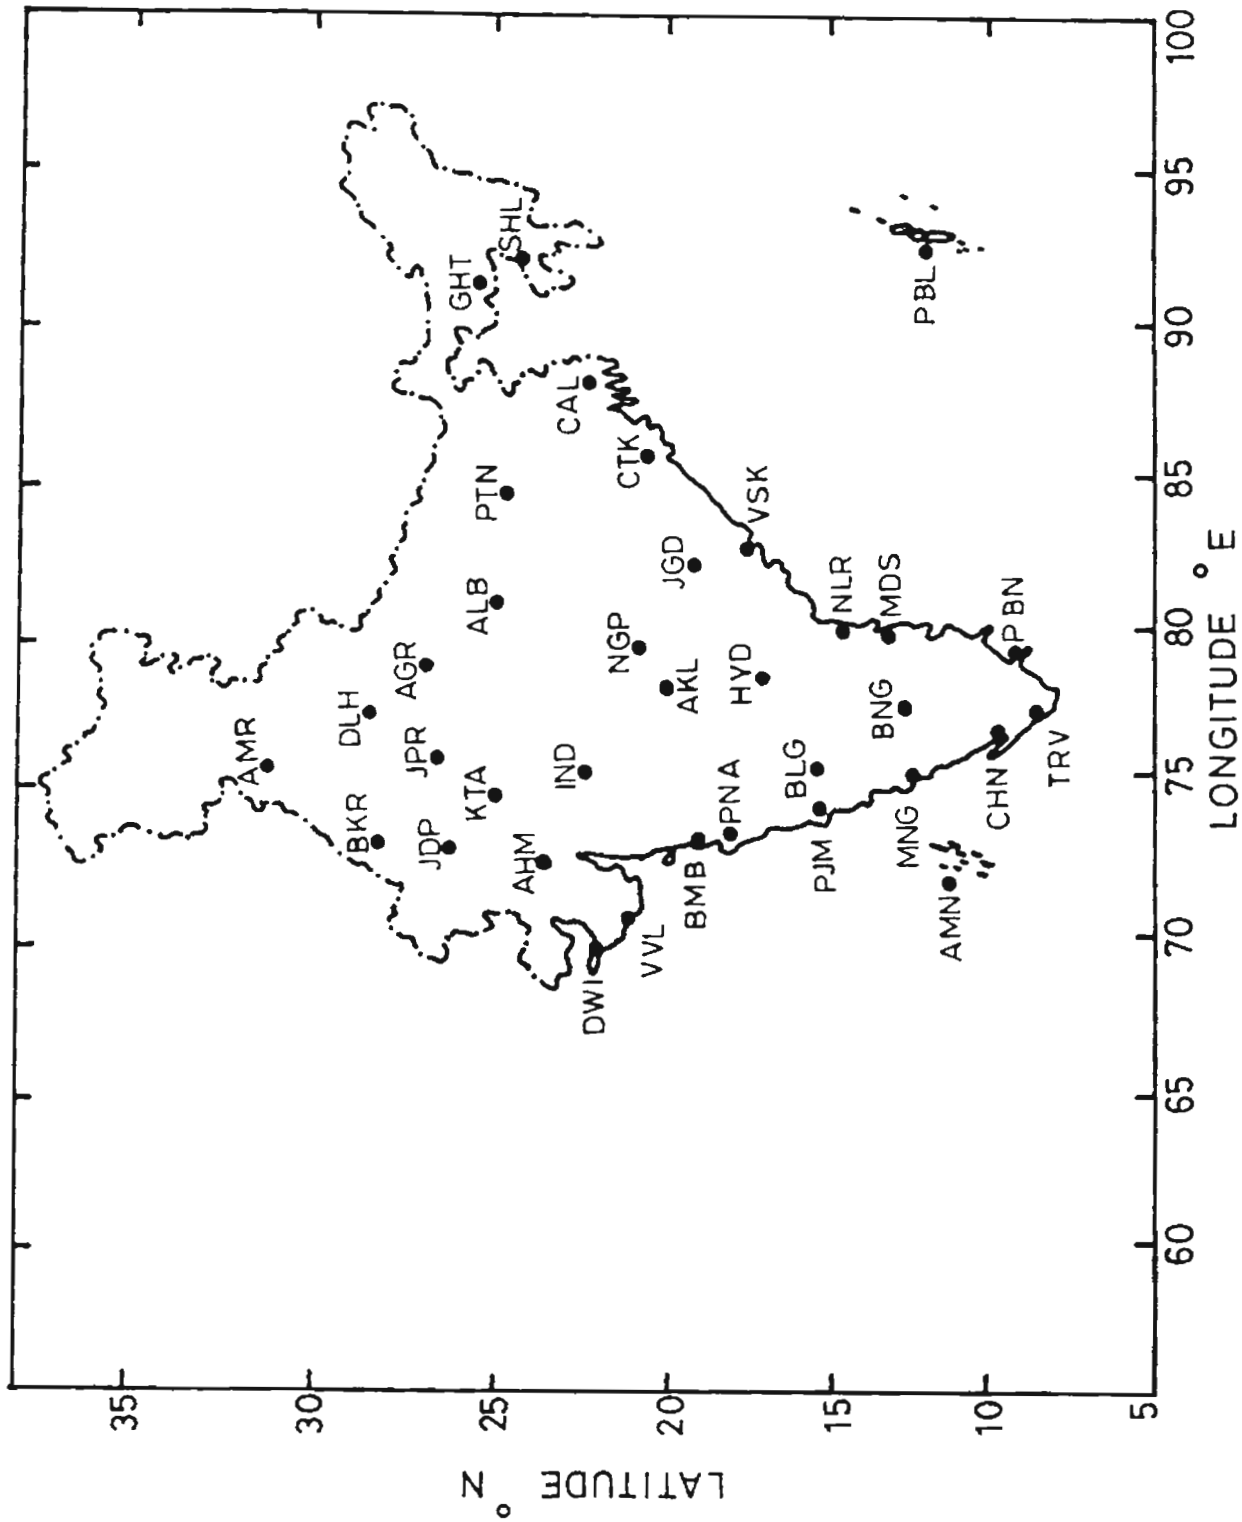 AMR
BKR
DLH
JPR
AGR
JDP
KTA
ALB
PTN
GHT
SHL
AHM
IND
CAL
DWI
VVL
NGP
AKL
CTK
JGD
BMB
PNA
HYD
VSK
PJM
BLG
BNG
NLR
MDS
MNG
CHN
TRV
PBN
AMN
PBL
35
30
25
20
15
10
5
LATITUDE °N
60
65
70
75
80
85
90
95
100
LONGITUDE °E